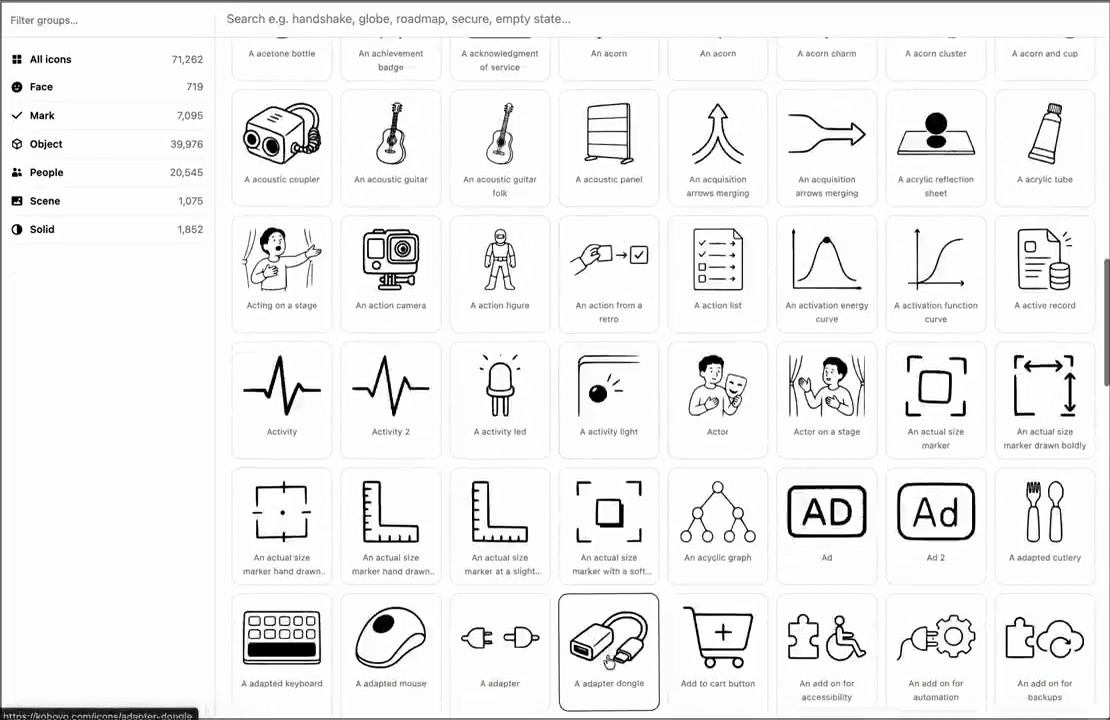 Filter groups...
Search e.g. handshake, globe, roadmap, secure, empty state...
All icons 71,262
Face 719
Mark 7,095
Object 39,976
People 20,545
Scene 1,075
Solid 1,852
A acetone bottle
An achievement
badge
A acknowledgment
of service
An acorn
An acorn
A acorn charm
A acorn cluster
A acorn and cup
A acoustic coupler
An acoustic guitar
An acoustic guitar
folk
A acoustic panel
An acquisition
arrows merging
An acquisition
arrows merging
A acrylic reflection
sheet
A acrylic tube
Acting on a stage
An action camera
A action figure
An action from a
retro
A action list
An activation energy
curve
A activation function
curve
A active record
Activity
Activity 2
A activity led
A activity light
Actor
Actor on a stage
An actual size
marker
An actual size
marker drawn boldly
An actual size
marker hand drawn..
An actual size
marker hand drawn..
An actual size
marker at a slight...
An actual size
marker with a soft...
An acyclic graph
AD
Ad
Ad
Ad 2
A adapted cutlery
A adapted keyboard
A adapted mouse
A adapter
A adapter dongle
Add to cart button
An add on for
accessibility
An add on for
automation
An add on for
backups
https://koboyo.com/icons/adapter-dongle